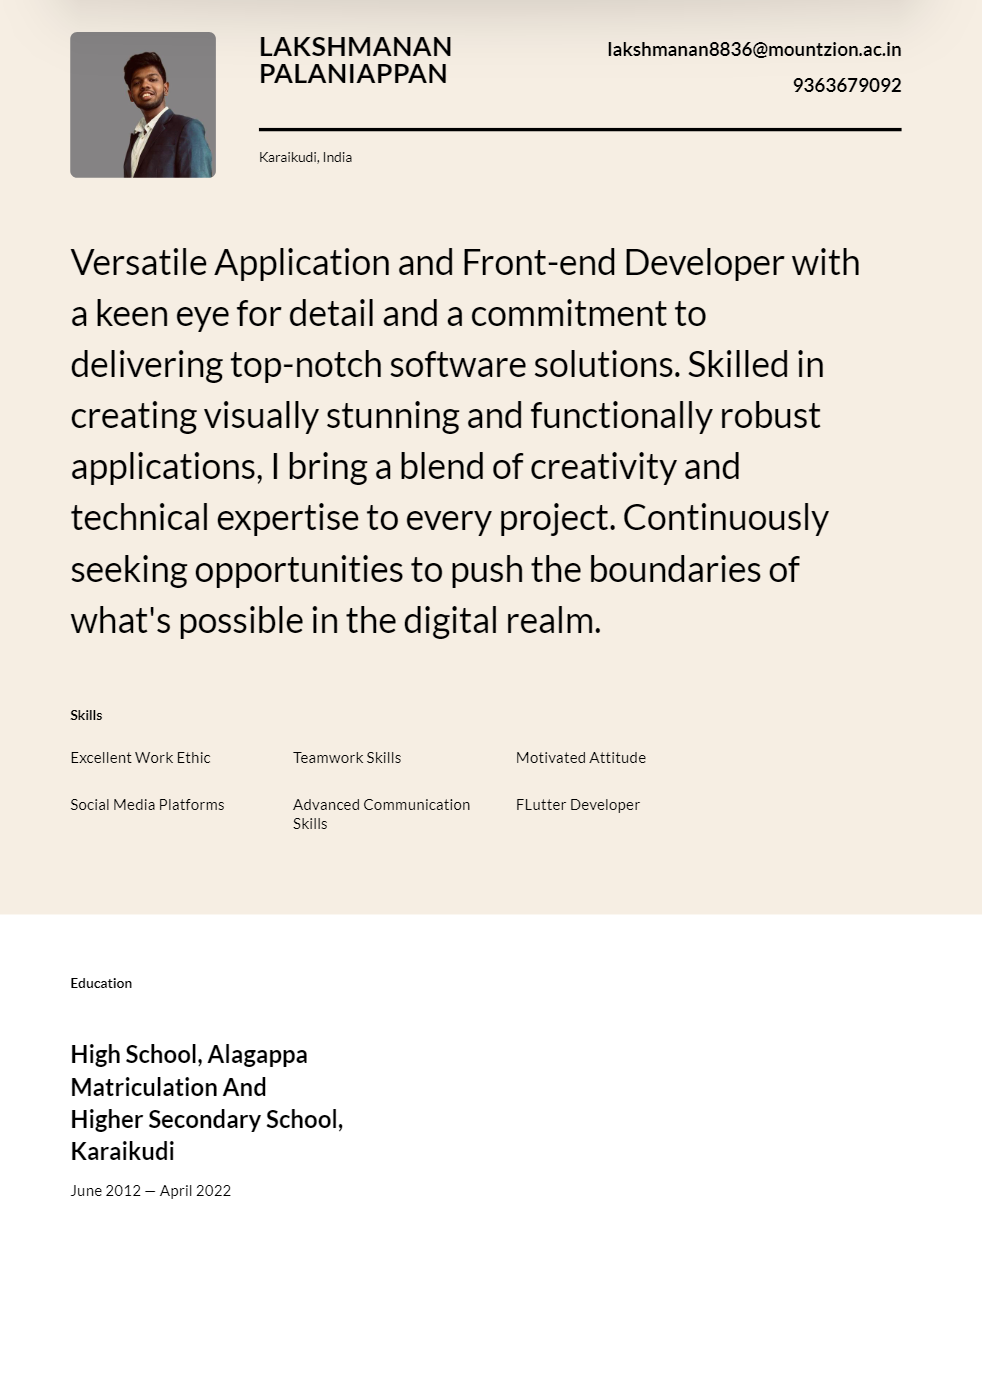 LAKSHMANAN
PALANIAPPAN
lakshmanan8836@mountzion.ac.in
9363679092
Karaikudi, India
Versatile Application and Front-end Developer with
a keen eye for detail and a commitment to
delivering top-notch software solutions. Skilled in
creating visually stunning and functionally robust
applications, I bring a blend of creativity and
technical expertise to every project. Continuously
seeking opportunities to push the boundaries of
what's possible in the digital realm.
Skills
Excellent Work Ethic
Teamwork Skills
Motivated Attitude
Social Media Platforms
Advanced Communication
Skills
FLutter Developer
Education
High School, Alagappa
Matriculation And
Higher Secondary School,
Karaikudi
June 2012 — April 2022